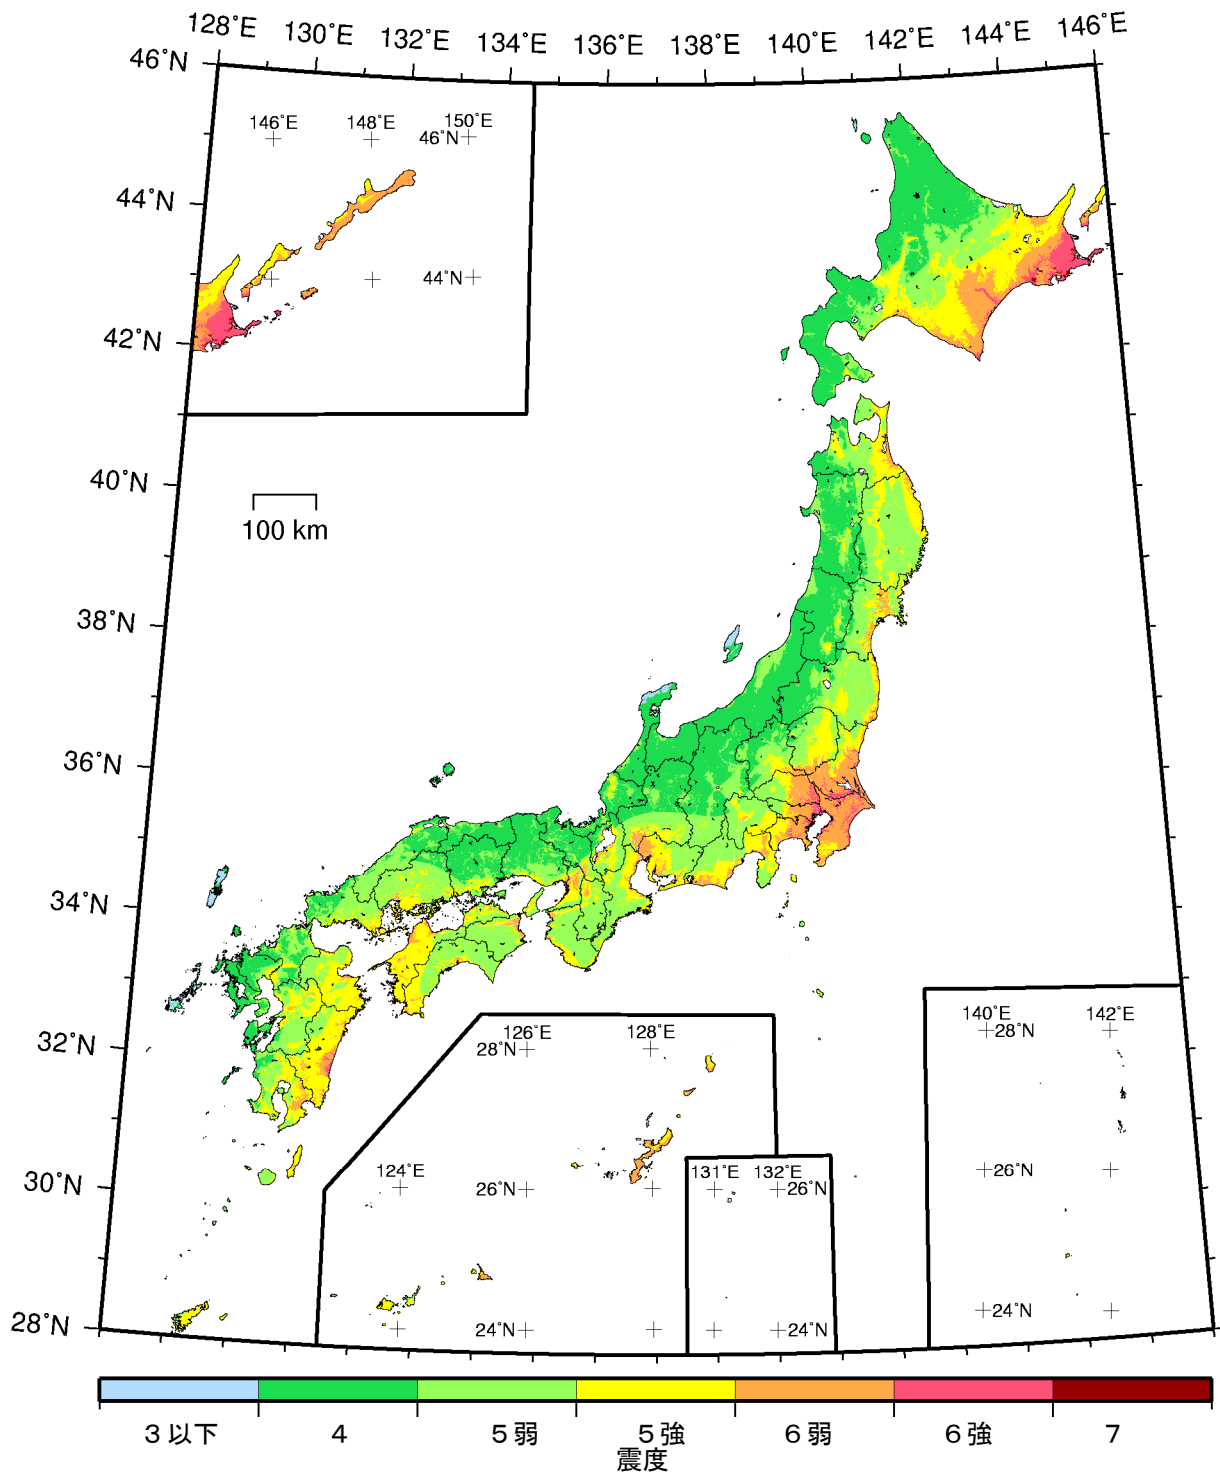 128°E 130°E 132°E 134°E 136°E 138°E 140°E 142°E 144°E 146°E
46°N
146°E 148°E 150°E
46°N
44°N
44°N
42°N
40°N
100 km
38°N
36°N
34°N
32°N
140°E 142°E
28°N
126°E 128°E
28°N
30°N
124°E
26°N
131°E 132°E
26°N
26°N
28°N
24°N
24°N
24°N
3以下 4 5弱 5強 6弱 6強 7
震度